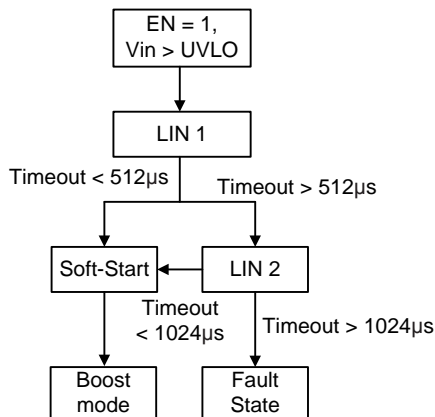 EN = 1,
Vin > UVLO
LIN 1
Timeout < 512µs
Timeout > 512µs
Soft-Start
LIN 2
Timeout
< 1024µs
Timeout > 1024µs
Boost
mode
Fault
State